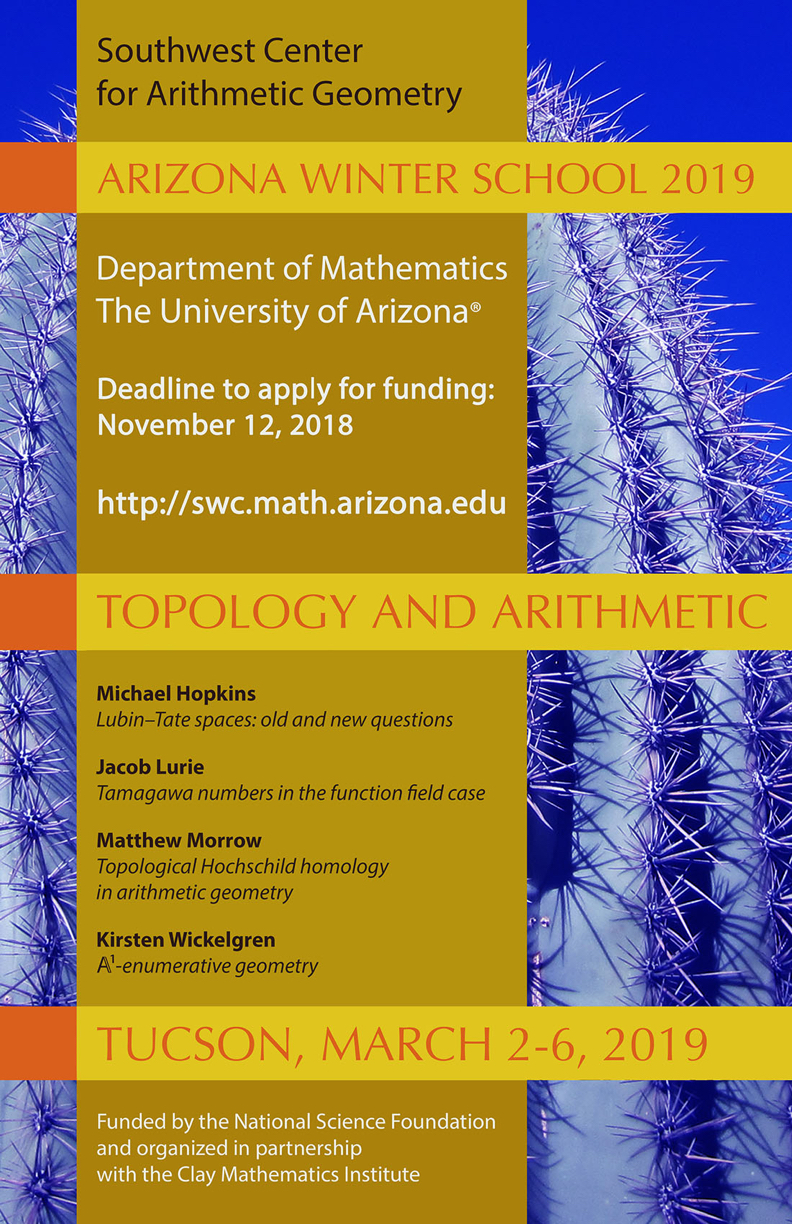 Southwest Center
for Arithmetic Geometry
ARIZONA WINTER SCHOOL 2019
Department of Mathematics
The University of Arizona®
Deadline to apply for funding:
November 12, 2018
http://swc.math.arizona.edu
TOPOLOGY AND ARITHMETIC
Michael Hopkins
Lubin–Tate spaces: old and new questions
Jacob Lurie
Tamagawa numbers in the function field case
Matthew Morrow
Topological Hochschild homology
in arithmetic geometry
Kirsten Wickelgren
𝔸¹-enumerative geometry
TUCSON, MARCH 2-6, 2019
Funded by the National Science Foundation
and organized in partnership
with the Clay Mathematics Institute